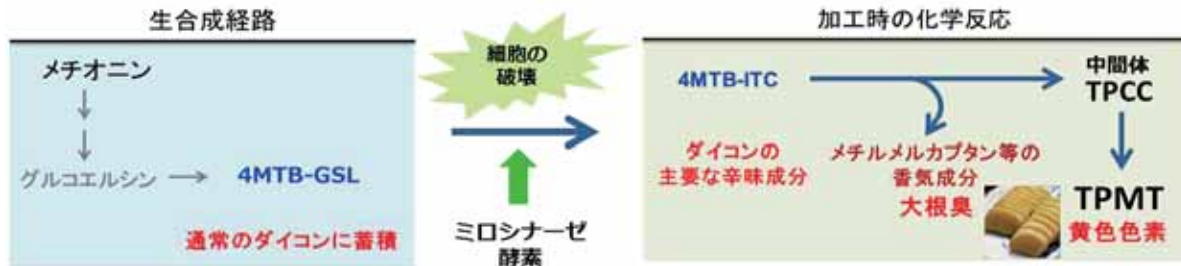 生合成経路
メチオニン
グルコエルシン
4MTB-GSL
通常のダイコンに蓄積
細胞の
破壊
ミロシナーゼ
酵素
加工時の化学反応
4MTB-ITC
ダイコンの
主要な辛味成分
メチルメルカプタン等の
香気成分
大根臭
中間体
TPCC
TPMT
黄色色素